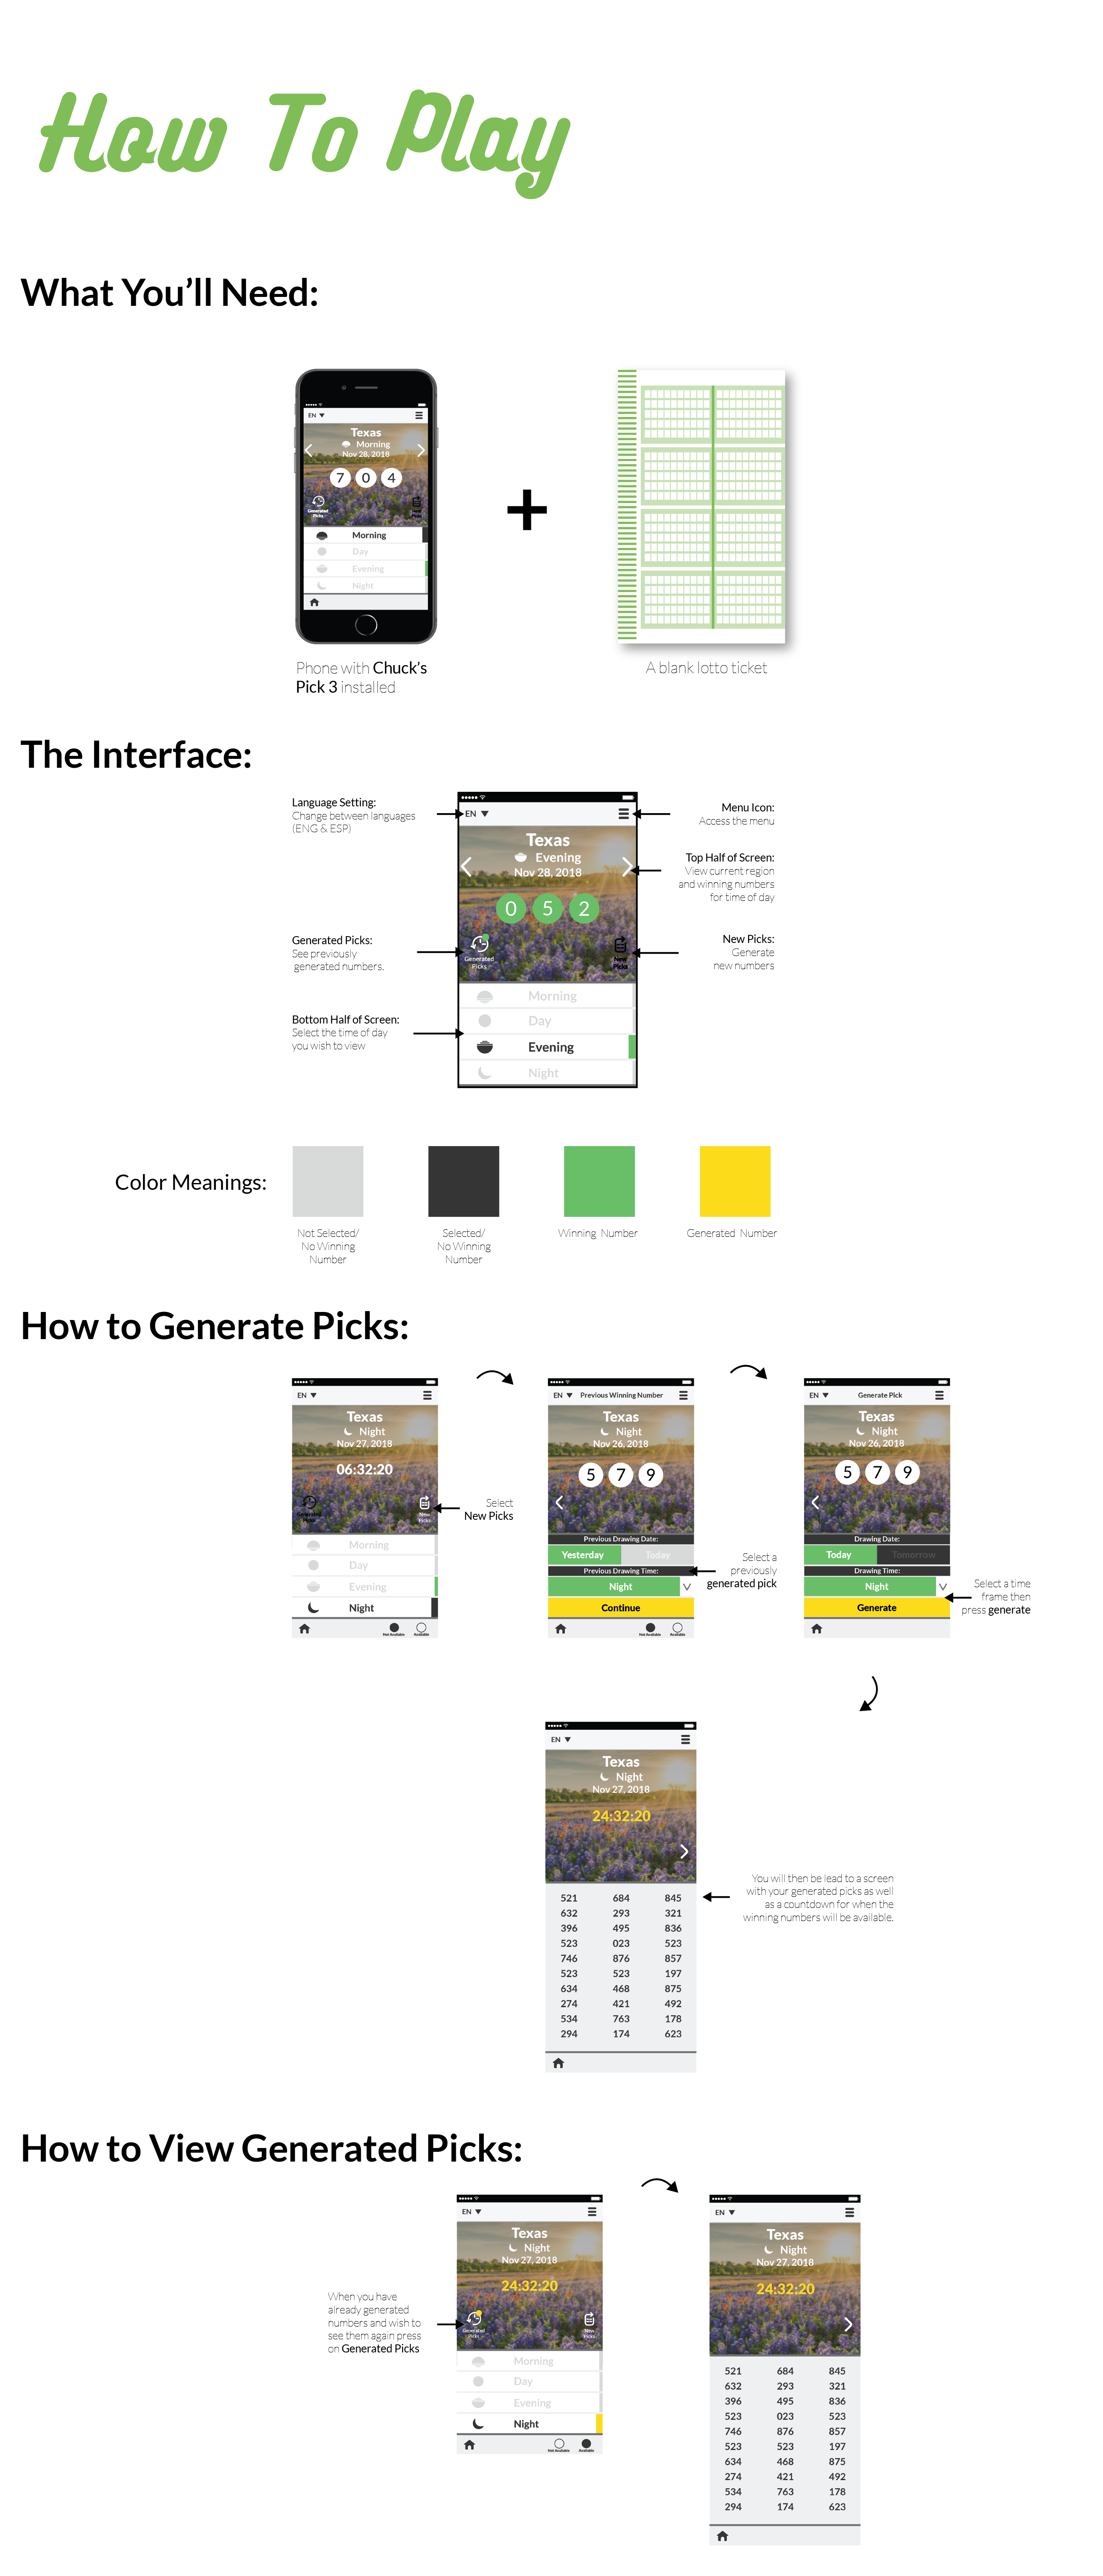 How To Play
What You'll Need:
EN
Texas
Morning
Nov 28, 2018
7 0 4
Generated
Picks
Morning
Day
Evening
Night
+
Phone with Chuck's
Pick 3 installed
A blank lotto ticket
The Interface:
Language Setting:
Change between languages
(ENG & ESP)
Generated Picks:
See previously
generated numbers.
Bottom Half of Screen:
Select the time of day
you wish to view
EN
Texas
Evening
Nov 28, 2018
0 5 2
Generated
Picks
New
Picks
Morning
Day
Evening
Night
Menu Icon:
Access the menu
Top Half of Screen:
View current region
and winning numbers
for time of day
New Picks:
Generate
new numbers
Color Meanings:
Not Selected/
No Winning
Number
Selected/
No Winning
Number
Winning Number
Generated Number
How to Generate Picks:
EN
Texas
Night
Nov 27, 2018
06:32:20
Generated
Picks
New
Picks
Morning
Day
Evening
Night
Not Available
Available
Select
New Picks
EN Previous Winning Number
Texas
Night
Nov 26, 2018
5 7 9
Previous Drawing Date:
Yesterday Today
Previous Drawing Time:
Night
Continue
Not Available
Available
Select a
previously
generated pick
EN Generate Pick
Texas
Night
Nov 26, 2018
5 7 9
Drawing Date:
Today Tomorrow
Drawing Time:
Night
Generate
Select a time
frame then
press generate
EN
Texas
Night
Nov 27, 2018
24:32:20
521 684 845
632 293 321
396 495 836
523 023 523
746 876 857
523 523 197
634 468 875
274 421 492
534 763 178
294 174 623
You will then be lead to a screen
with your generated picks as well
as a countdown for when the
winning numbers will be available.
How to View Generated Picks:
When you have
already generated
numbers and wish to
see them again press
on Generated Picks
EN
Texas
Night
Nov 27, 2018
24:32:20
Generated
Picks
New
Picks
Morning
Day
Evening
Night
Not Available
Available
EN
Texas
Night
Nov 27, 2018
24:32:20
521 684 845
632 293 321
396 495 836
523 023 523
746 876 857
523 523 197
634 468 875
274 421 492
534 763 178
294 174 623